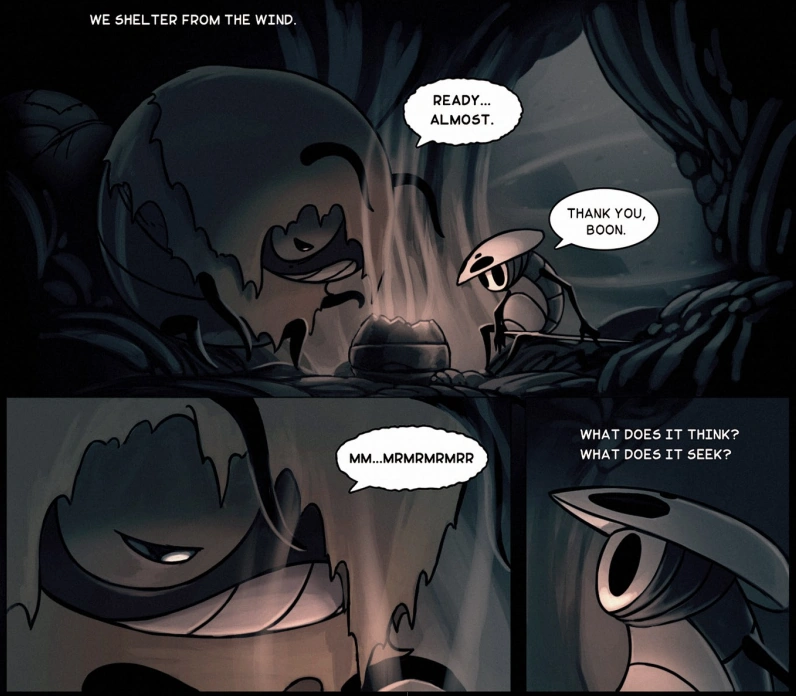 WE SHELTER FROM THE WIND.
READY...
ALMOST.
THANK YOU,
BOON.
MM...MRMRMRMRR
WHAT DOES IT THINK?
WHAT DOES IT SEEK?